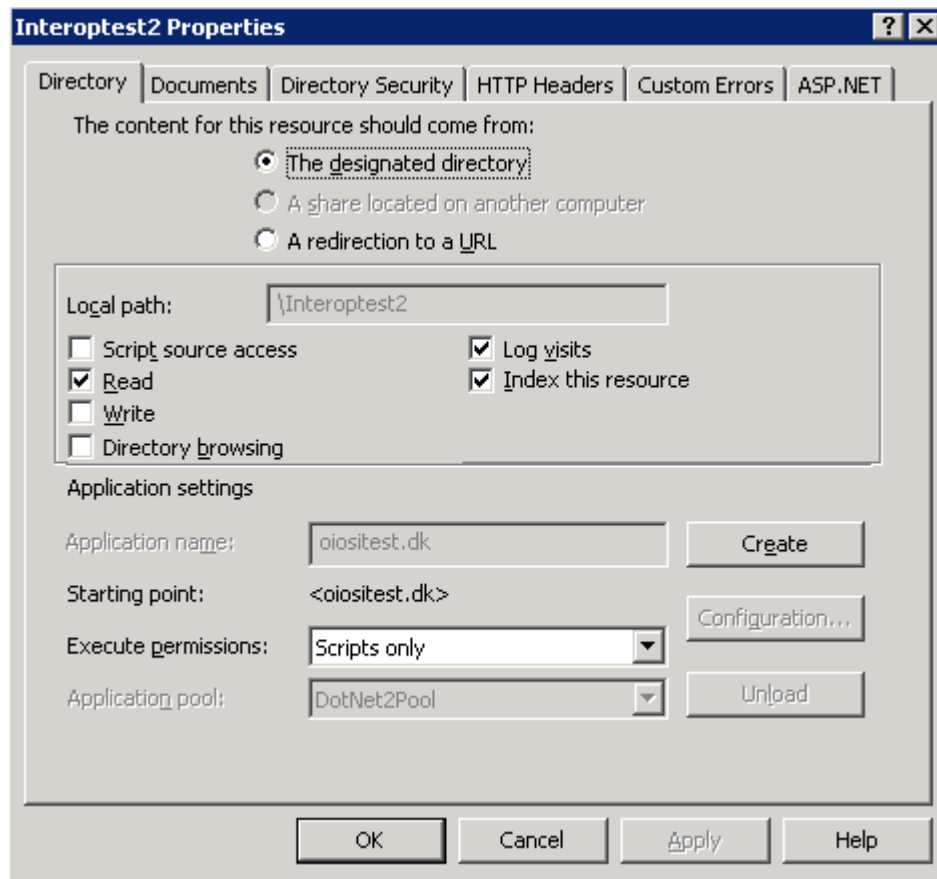 Interoptest2 Properties
Directory Documents Directory Security HTTP Headers Custom Errors ASP.NET
The content for this resource should come from:
The designated directory
A share located on another computer
A redirection to a URL
Local path: \Interoptest2
Script source access Log visits
Read Index this resource
Write
Directory browsing
Application settings
Application name: oiositest.dk Create
Starting point: <oiositest.dk>
Configuration...
Execute permissions: Scripts only
Application pool: DotNet2Pool Unload
OK Cancel Apply Help